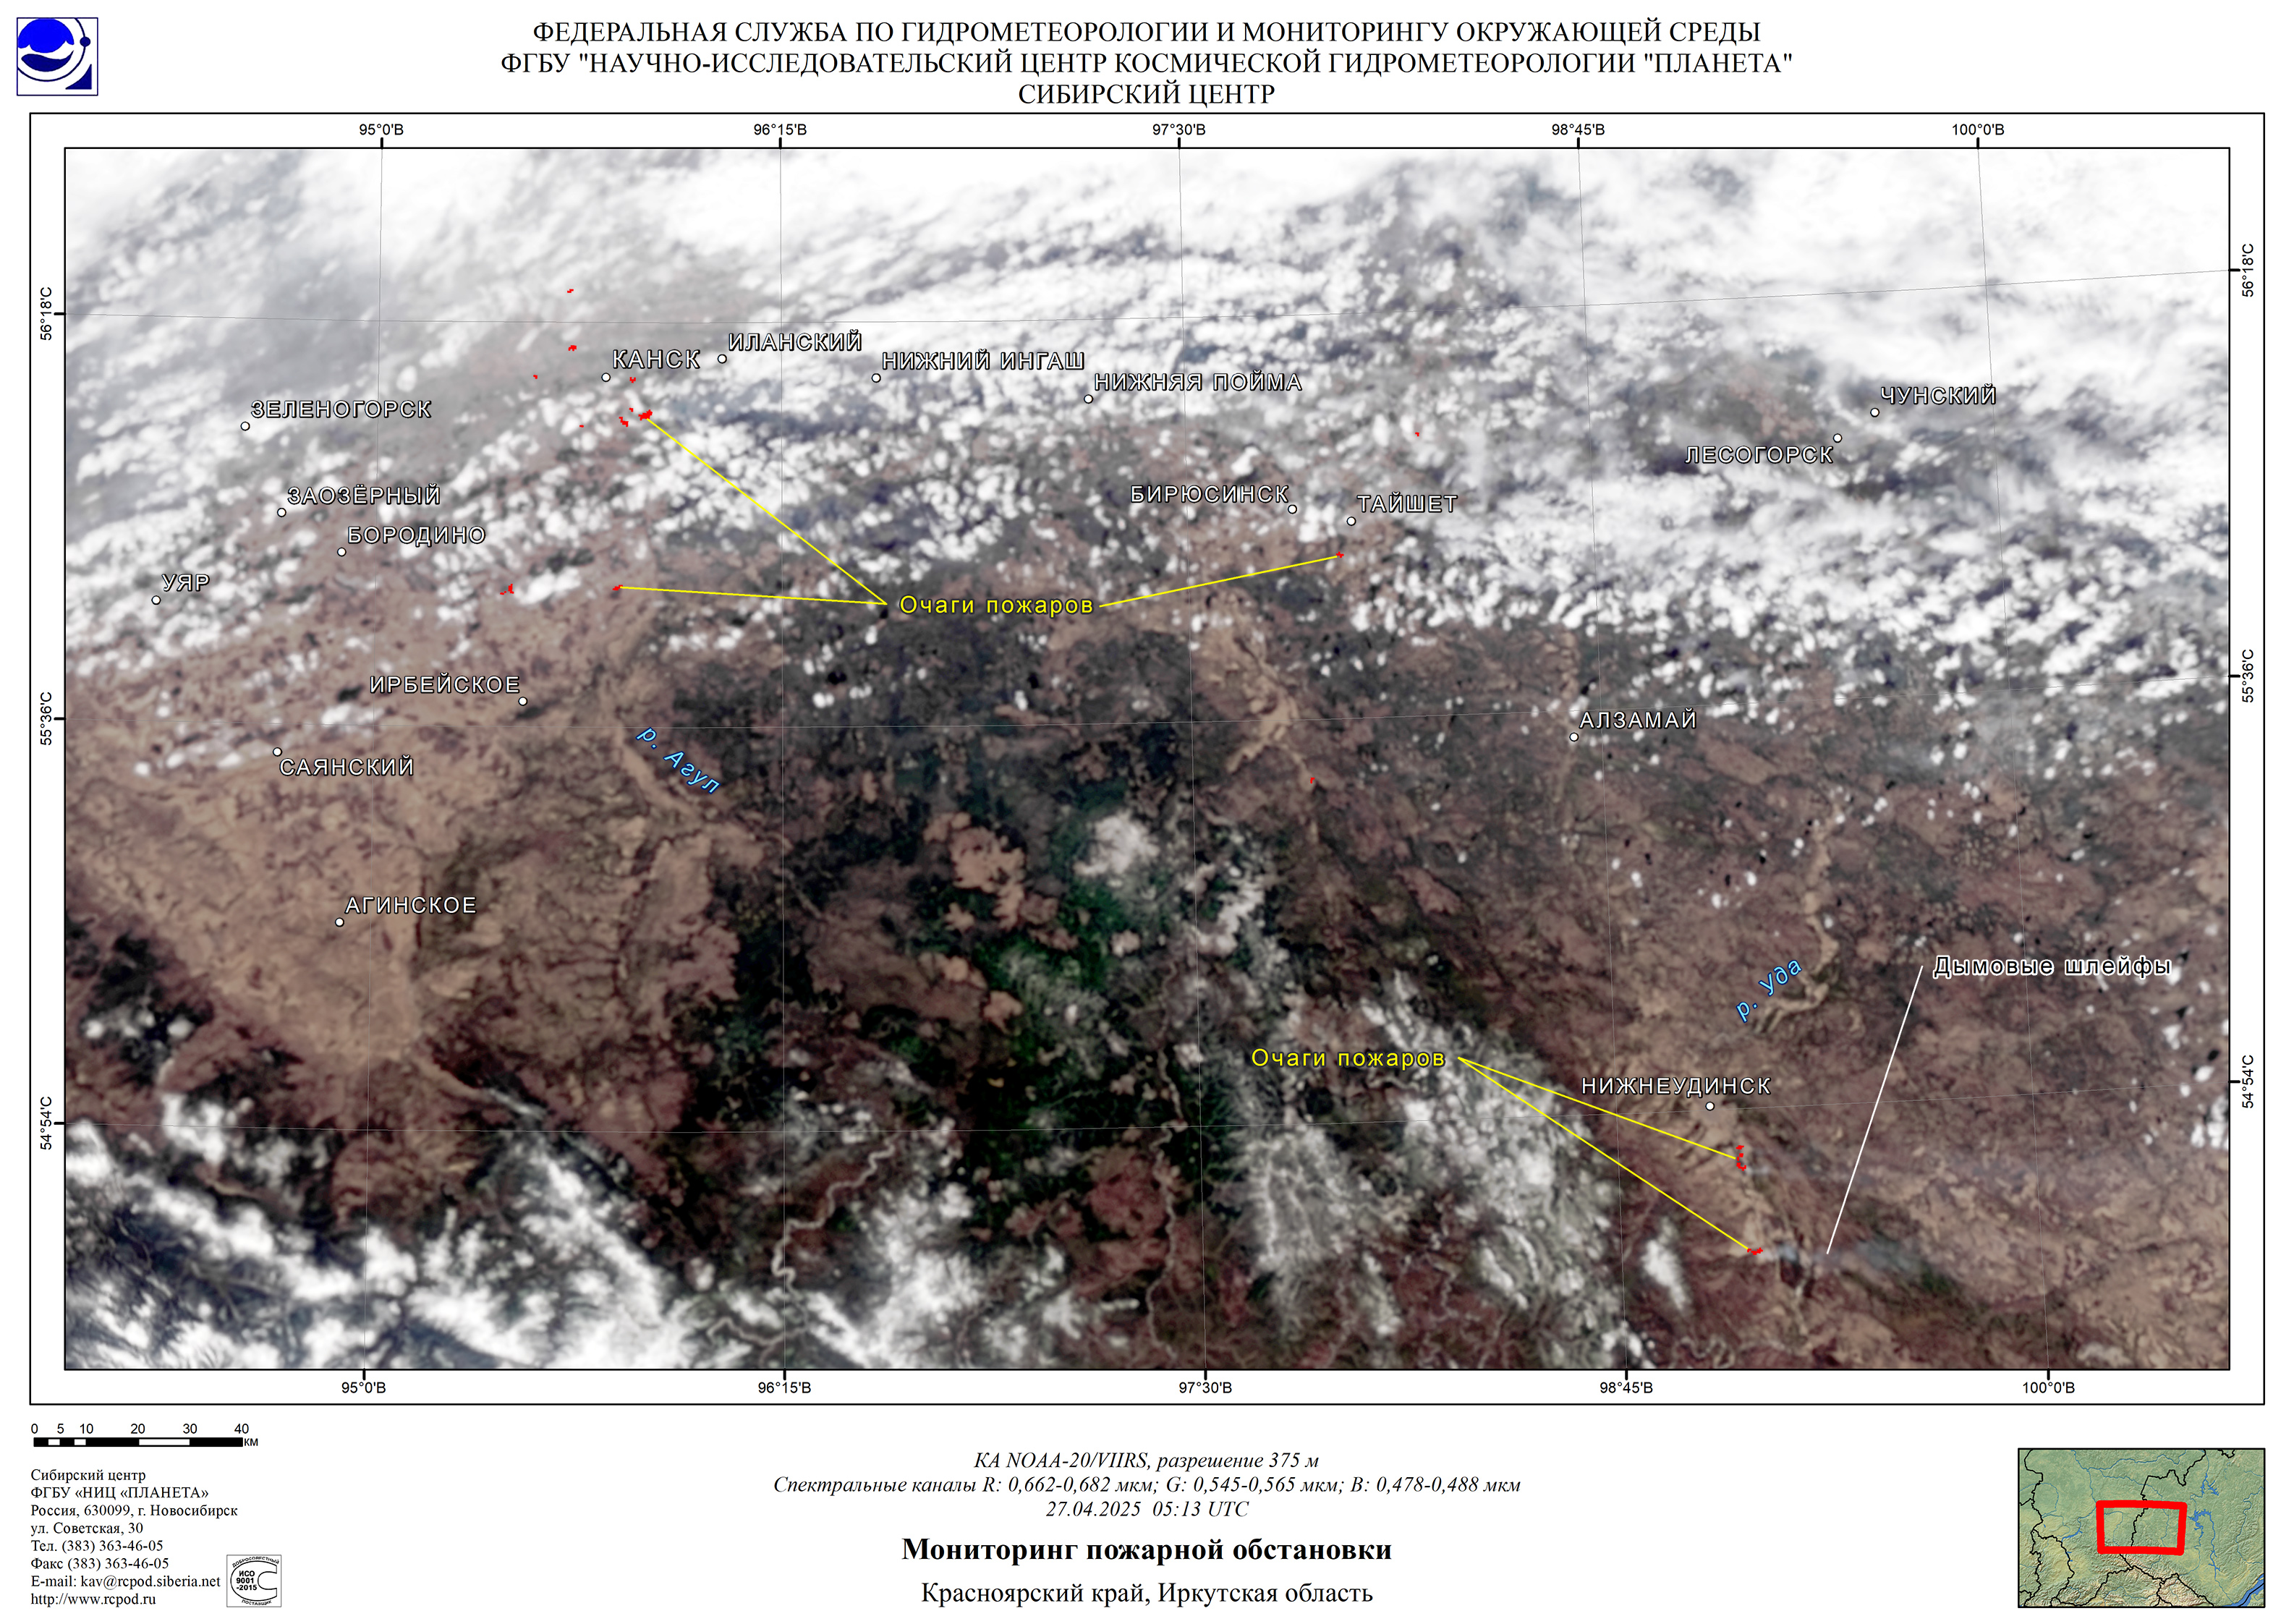 ФЕДЕРАЛЬНАЯ СЛУЖБА ПО ГИДРОМЕТЕОРОЛОГИИ И МОНИТОРИНГУ ОКРУЖАЮЩЕЙ СРЕДЫ
ФГБУ "НАУЧНО-ИССЛЕДОВАТЕЛЬСКИЙ ЦЕНТР КОСМИЧЕСКОЙ ГИДРОМЕТЕОРОЛОГИИ "ПЛАНЕТА"
СИБИРСКИЙ ЦЕНТР
95°0'В 96°15'В 97°30'В 98°45'В 100°0'В
56°18'С 56°18'С
ИЛАНСКИЙ
КАНСК
НИЖНИЙ ИНГАШ
НИЖНЯЯ ПОЙМА
ЧУНСКИЙ
ЗЕЛЕНОГОРСК
ЛЕСОГОРСК
ЗАОЗЁРНЫЙ
БИРЮСИНСК
ТАЙШЕТ
БОРОДИНО
УЯР
Очаги пожаров
ИРБЕЙСКОЕ
55°36'С 55°36'С
АЛЗАМАЙ
р. Агул
САЯНСКИЙ
АГИНСКОЕ
Дымовые шлейфы
р. Уда
Очаги пожаров
НИЖНЕУДИНСК
54°54'С 54°54'С
95°0'В 96°15'В 97°30'В 98°45'В 100°0'В
0 5 10 20 30 40
км
Сибирский центр
ФГБУ «НИЦ «ПЛАНЕТА»
Россия, 630099, г. Новосибирск
ул. Советская, 30
Тел. (383) 363-46-05
Факс (383) 363-46-05
E-mail: kav@rcpod.siberia.net
http://www.rcpod.ru
ДОБРОСОВЕСТНЫЙ
ИСО
9001
-2015
ПОСТАВЩИК
КА NOAA-20/VIIRS, разрешение 375 м
Спектральные каналы R: 0,662-0,682 мкм; G: 0,545-0,565 мкм; B: 0,478-0,488 мкм
27.04.2025 05:13 UTC
Мониторинг пожарной обстановки
Красноярский край, Иркутская область